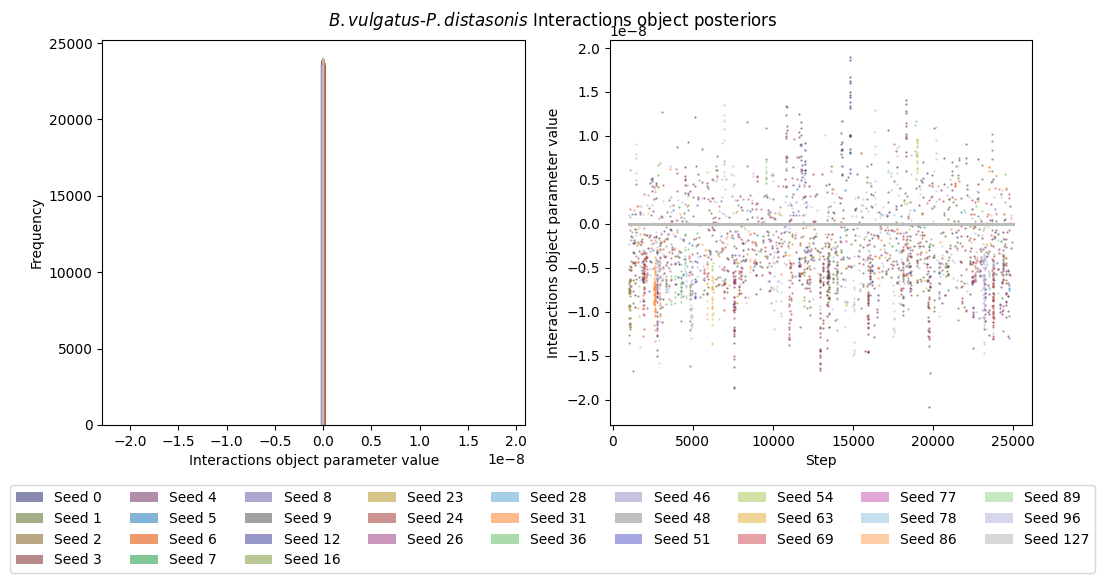 B.vulgatus-P.distasonis Interactions object posteriors
25000
20000
15000
10000
5000
0
Frequency
−2.0 −1.5 −1.0 −0.5 0.0 0.5 1.0 1.5 2.0
1e−8
Interactions object parameter value
1e−8
2.0
1.5
1.0
0.5
0.0
−0.5
−1.0
−1.5
−2.0
Interactions object parameter value
0 5000 10000 15000 20000 25000
Step
Seed 0 Seed 4 Seed 8 Seed 23 Seed 28 Seed 46 Seed 54 Seed 77 Seed 89
Seed 1 Seed 5 Seed 9 Seed 24 Seed 31 Seed 48 Seed 63 Seed 78 Seed 96
Seed 2 Seed 6 Seed 12 Seed 26 Seed 36 Seed 51 Seed 69 Seed 86 Seed 127
Seed 3 Seed 7 Seed 16